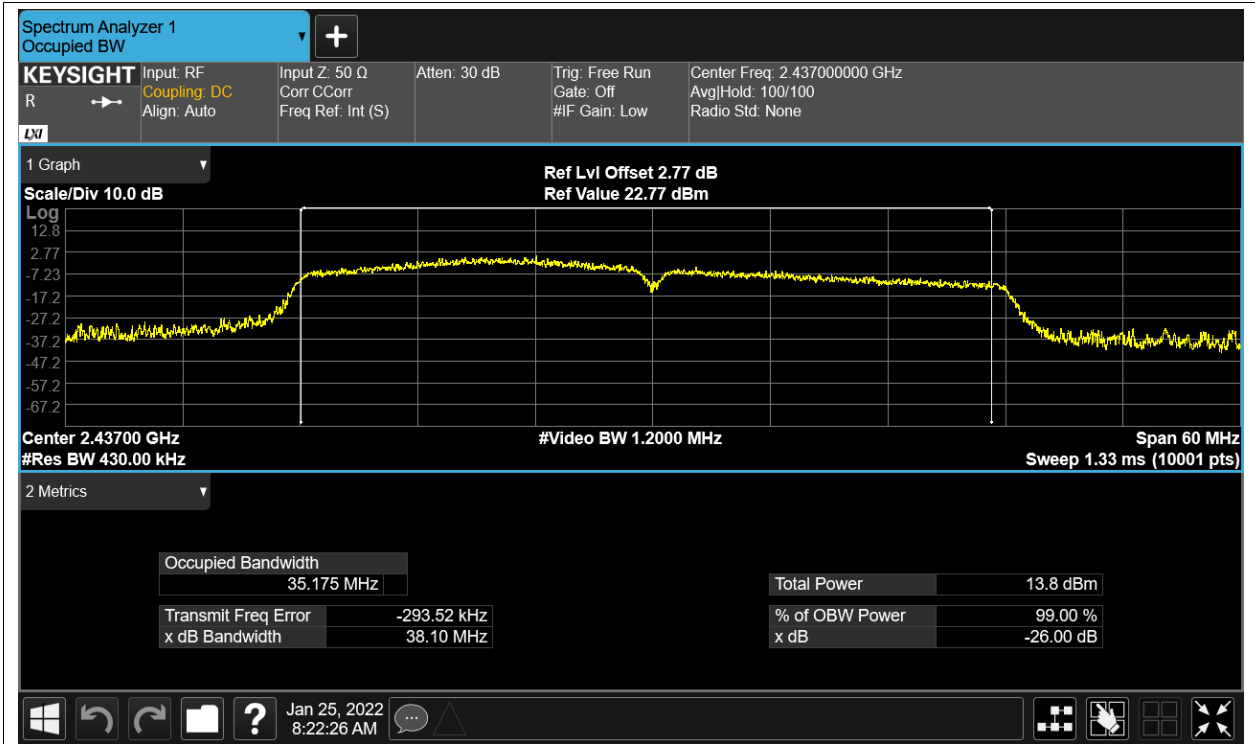 Spectrum Analyzer 1
Occupied BW
KEYSIGHT
R
LXI
Input: RF
Coupling: DC
Align: Auto
Input Z: 50 Ω
Corr CCorr
Freq Ref: Int (S)
Atten: 30 dB
Trig: Free Run
Gate: Off
#IF Gain: Low
Center Freq: 2.437000000 GHz
Avg|Hold: 100/100
Radio Std: None
1 Graph
Ref Lvl Offset 2.77 dB
Scale/Div 10.0 dB
Ref Value 22.77 dBm
Log
12.8
2.77
-7.23
-17.2
-27.2
-37.2
-47.2
-57.2
-67.2
Center 2.43700 GHz
#Video BW 1.2000 MHz
Span 60 MHz
#Res BW 430.00 kHz
Sweep 1.33 ms (10001 pts)
2 Metrics
Occupied Bandwidth
35.175 MHz
Transmit Freq Error -293.52 kHz
x dB Bandwidth 38.10 MHz
Total Power 13.8 dBm
% of OBW Power 99.00 %
x dB -26.00 dB
?
Jan 25, 2022
8:22:26 AM